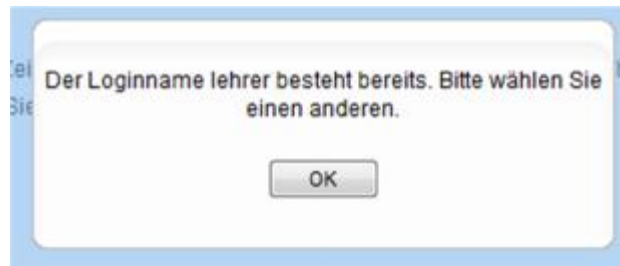 Der Loginname lehrer besteht bereits. Bitte wählen Sie
einen anderen.
OK